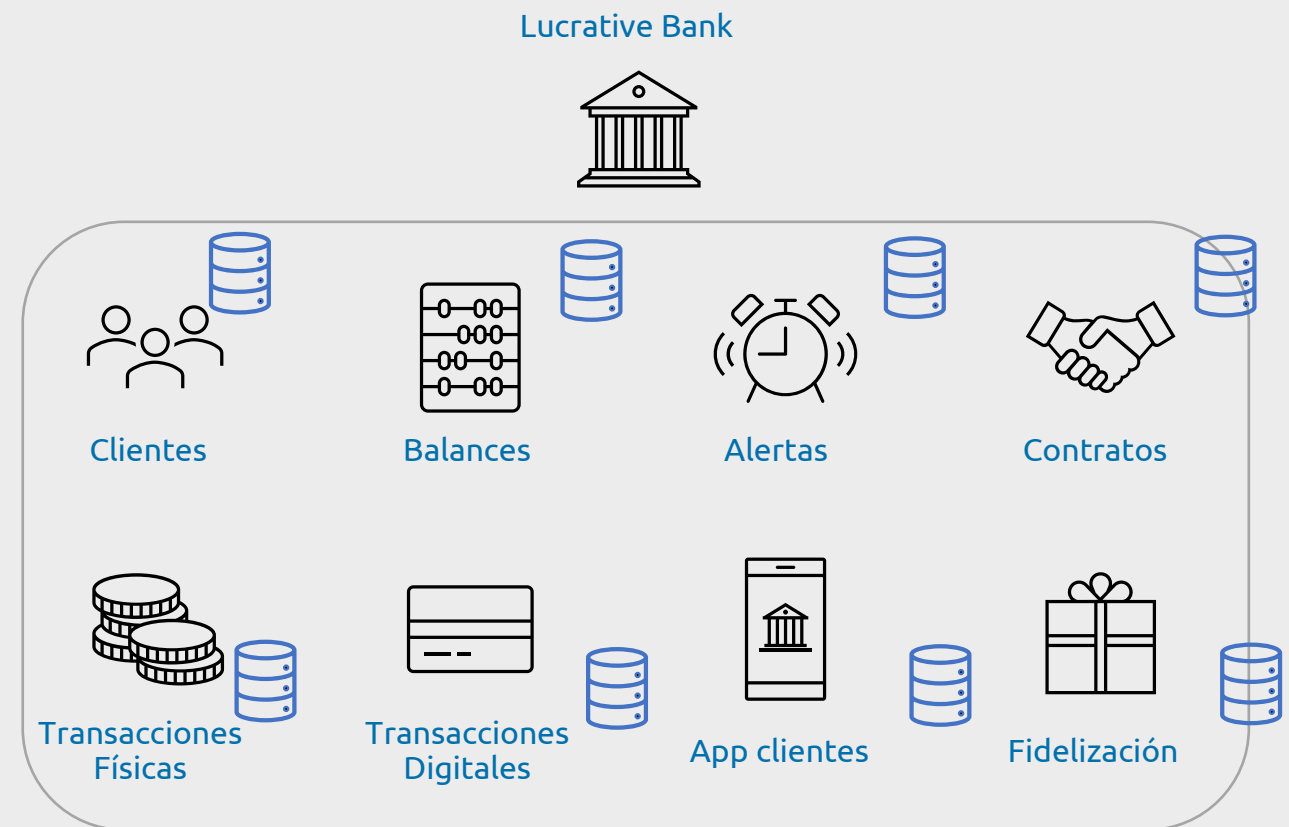 Lucrative Bank
Clientes
Balances
Alertas
Contratos
Transacciones
Físicas
Transacciones
Digitales
App clientes
Fidelización